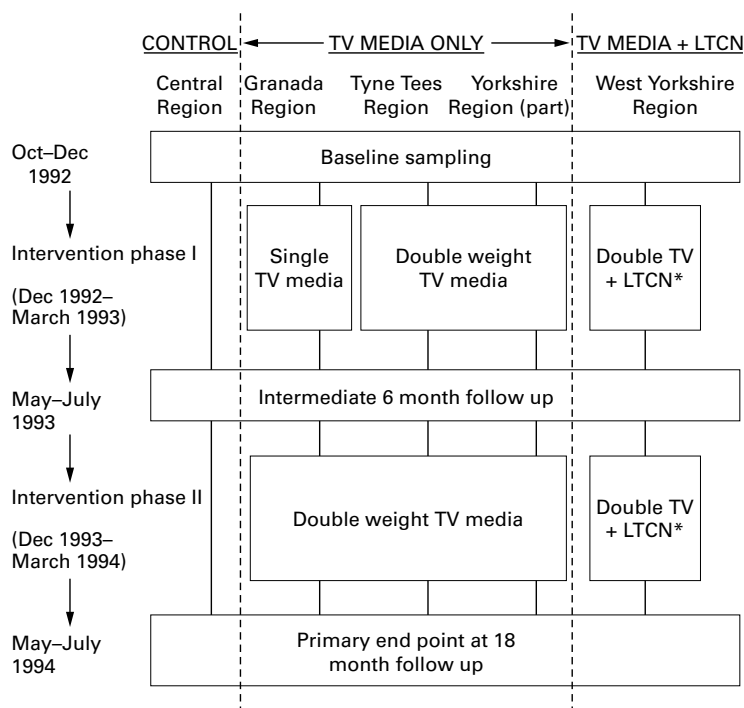 CONTROL TV MEDIA ONLY TV MEDIA + LTCN
Central Region
Granada Region
Tyne Tees Region
Yorkshire Region (part)
West Yorkshire Region
Oct–Dec
1992
Baseline sampling
Intervention phase I
(Dec 1992–
March 1993)
Single
TV media
Double weight
TV media
Double TV
+ LTCN*
May–July
1993
Intermediate 6 month follow up
Intervention phase II
(Dec 1993–
March 1994)
Double weight TV media
Double TV
+ LTCN*
May–July
1994
Primary end point at 18
month follow up